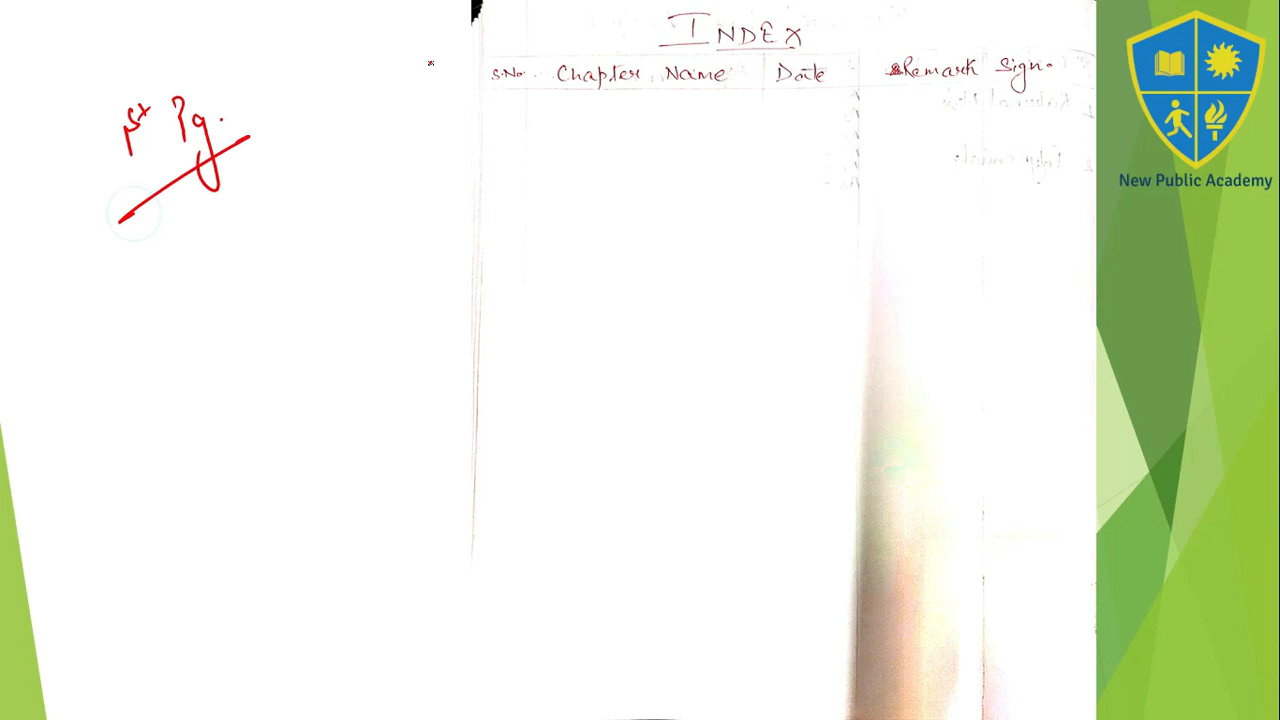 1st Pg.
INDEX
S.No. Chapter Name Date Remark Sign.
New Public Academy